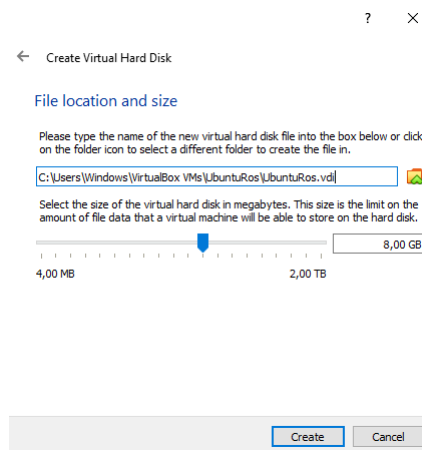 ?
Create Virtual Hard Disk
File location and size
Please type the name of the new virtual hard disk file into the box below or click
on the folder icon to select a different folder to create the file in.
C:\Users\Windows\VirtualBox VMs\UbuntuRos\UbuntuRos.vdi
Select the size of the virtual hard disk in megabytes. This size is the limit on the
amount of file data that a virtual machine will be able to store on the hard disk.
8,00 GB
4,00 MB 2,00 TB
Create Cancel